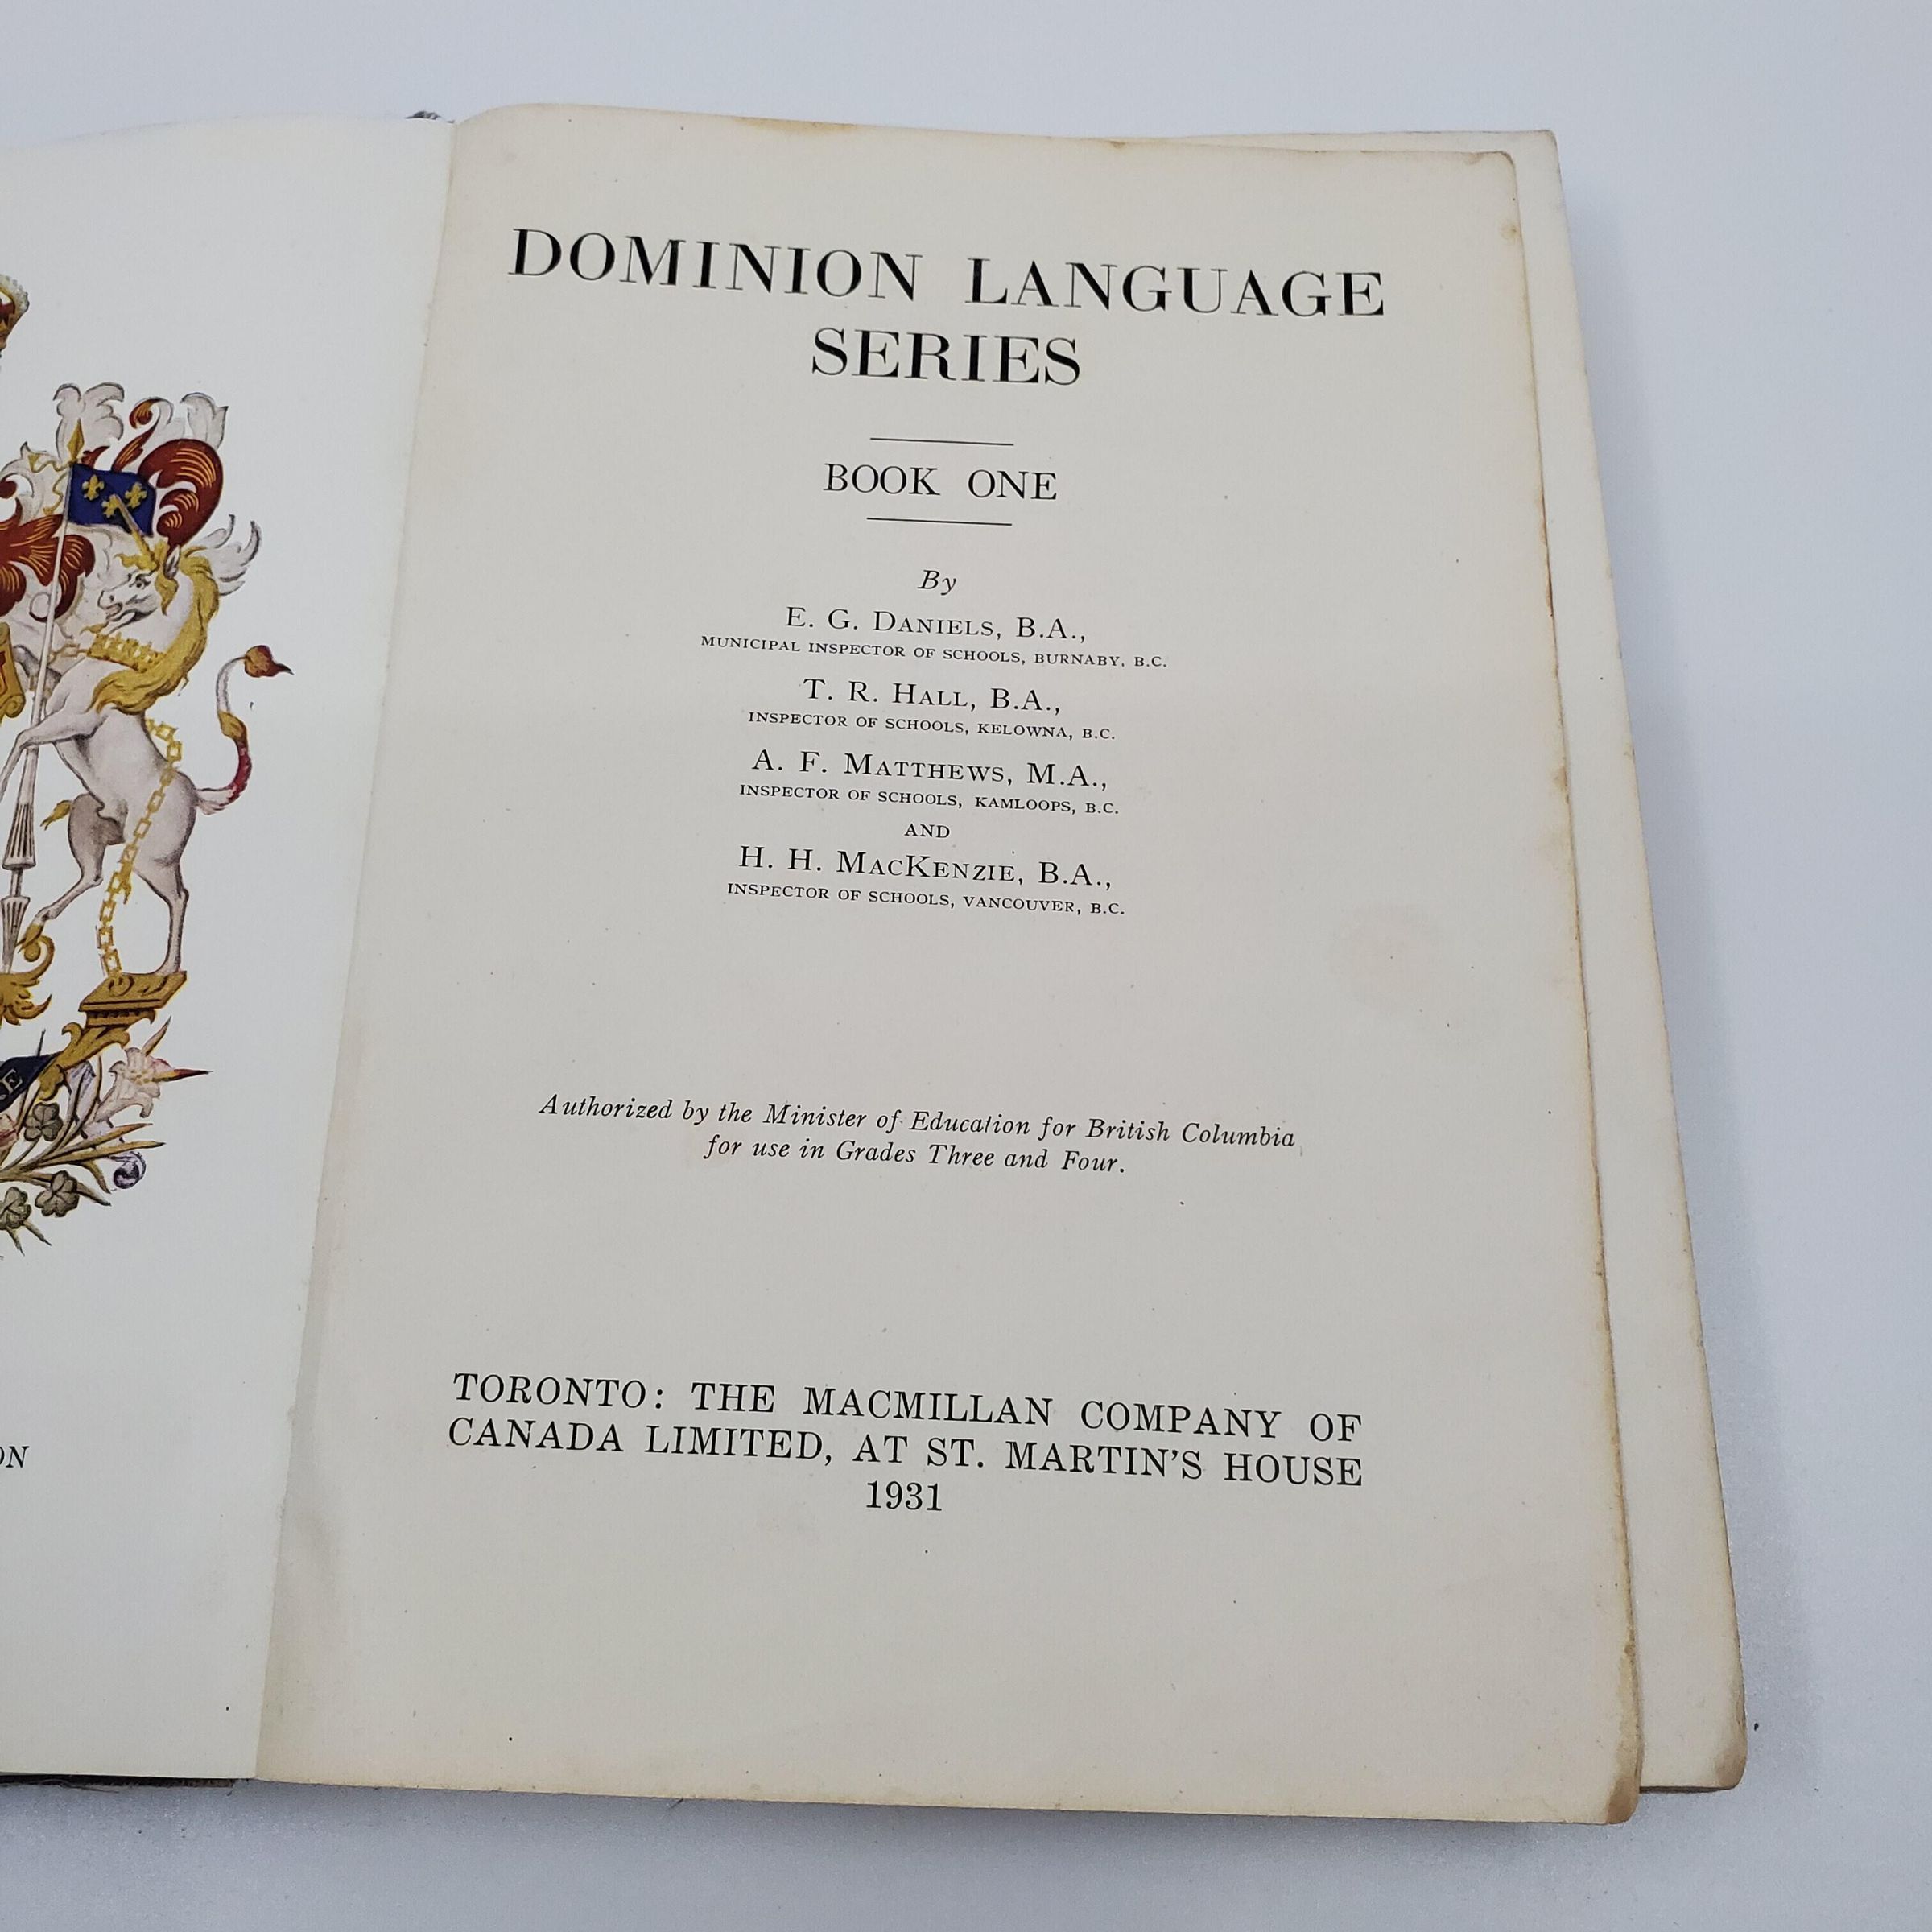 DOMINION LANGUAGE
SERIES
BOOK ONE
By
E. G. DANIELS, B.A.,
MUNICIPAL INSPECTOR OF SCHOOLS, BURNABY, B.C.
T. R. HALL, B.A.,
INSPECTOR OF SCHOOLS, KELOWNA, B.C.
A. F. MATTHEWS, M.A.,
INSPECTOR OF SCHOOLS, KAMLOOPS, B.C.
AND
H. H. MACKENZIE, B.A.,
INSPECTOR OF SCHOOLS, VANCOUVER, B.C.
Authorized by the Minister of Education for British Columbia
for use in Grades Three and Four.
TORONTO: THE MACMILLAN COMPANY OF
CANADA LIMITED, AT ST. MARTIN'S HOUSE
1931